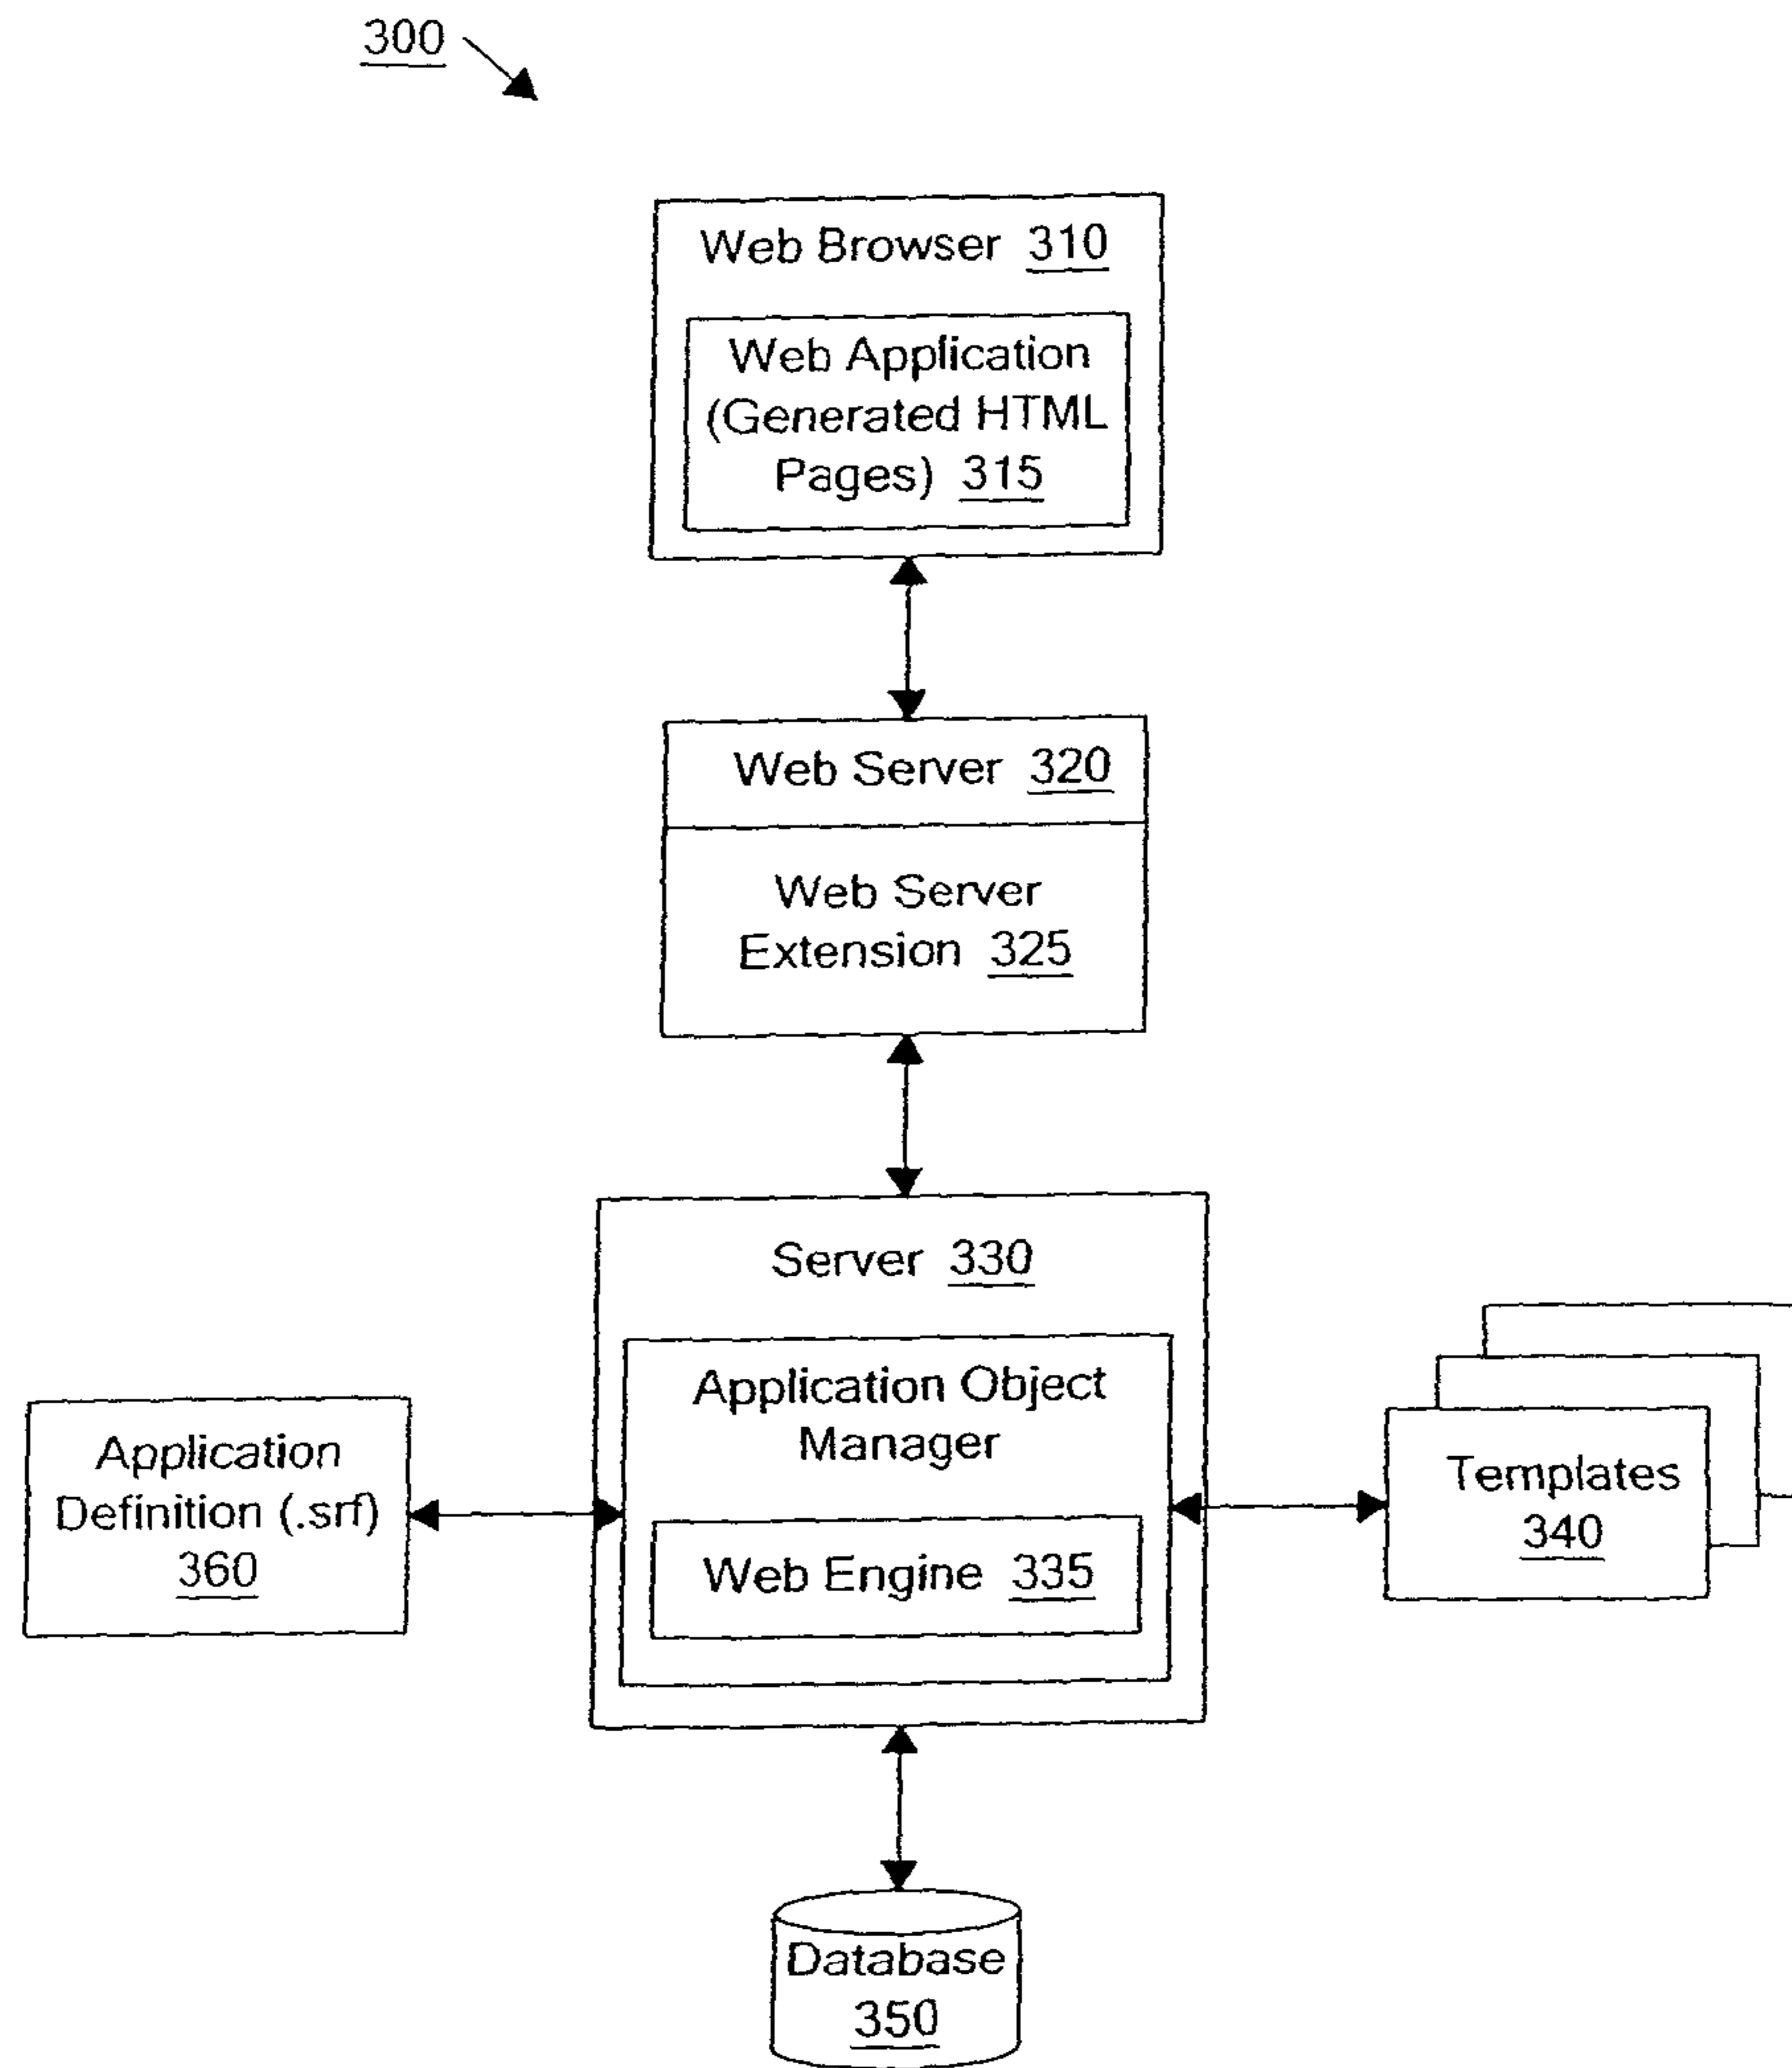 300
Web Browser 310
Web Application
(Generated HTML
Pages) 315
Web Server 320
Web Server
Extension 325
Server 330
Application Object
Manager
Web Engine 335
Application
Definition (.srf)
360
Templates
340
Database
350